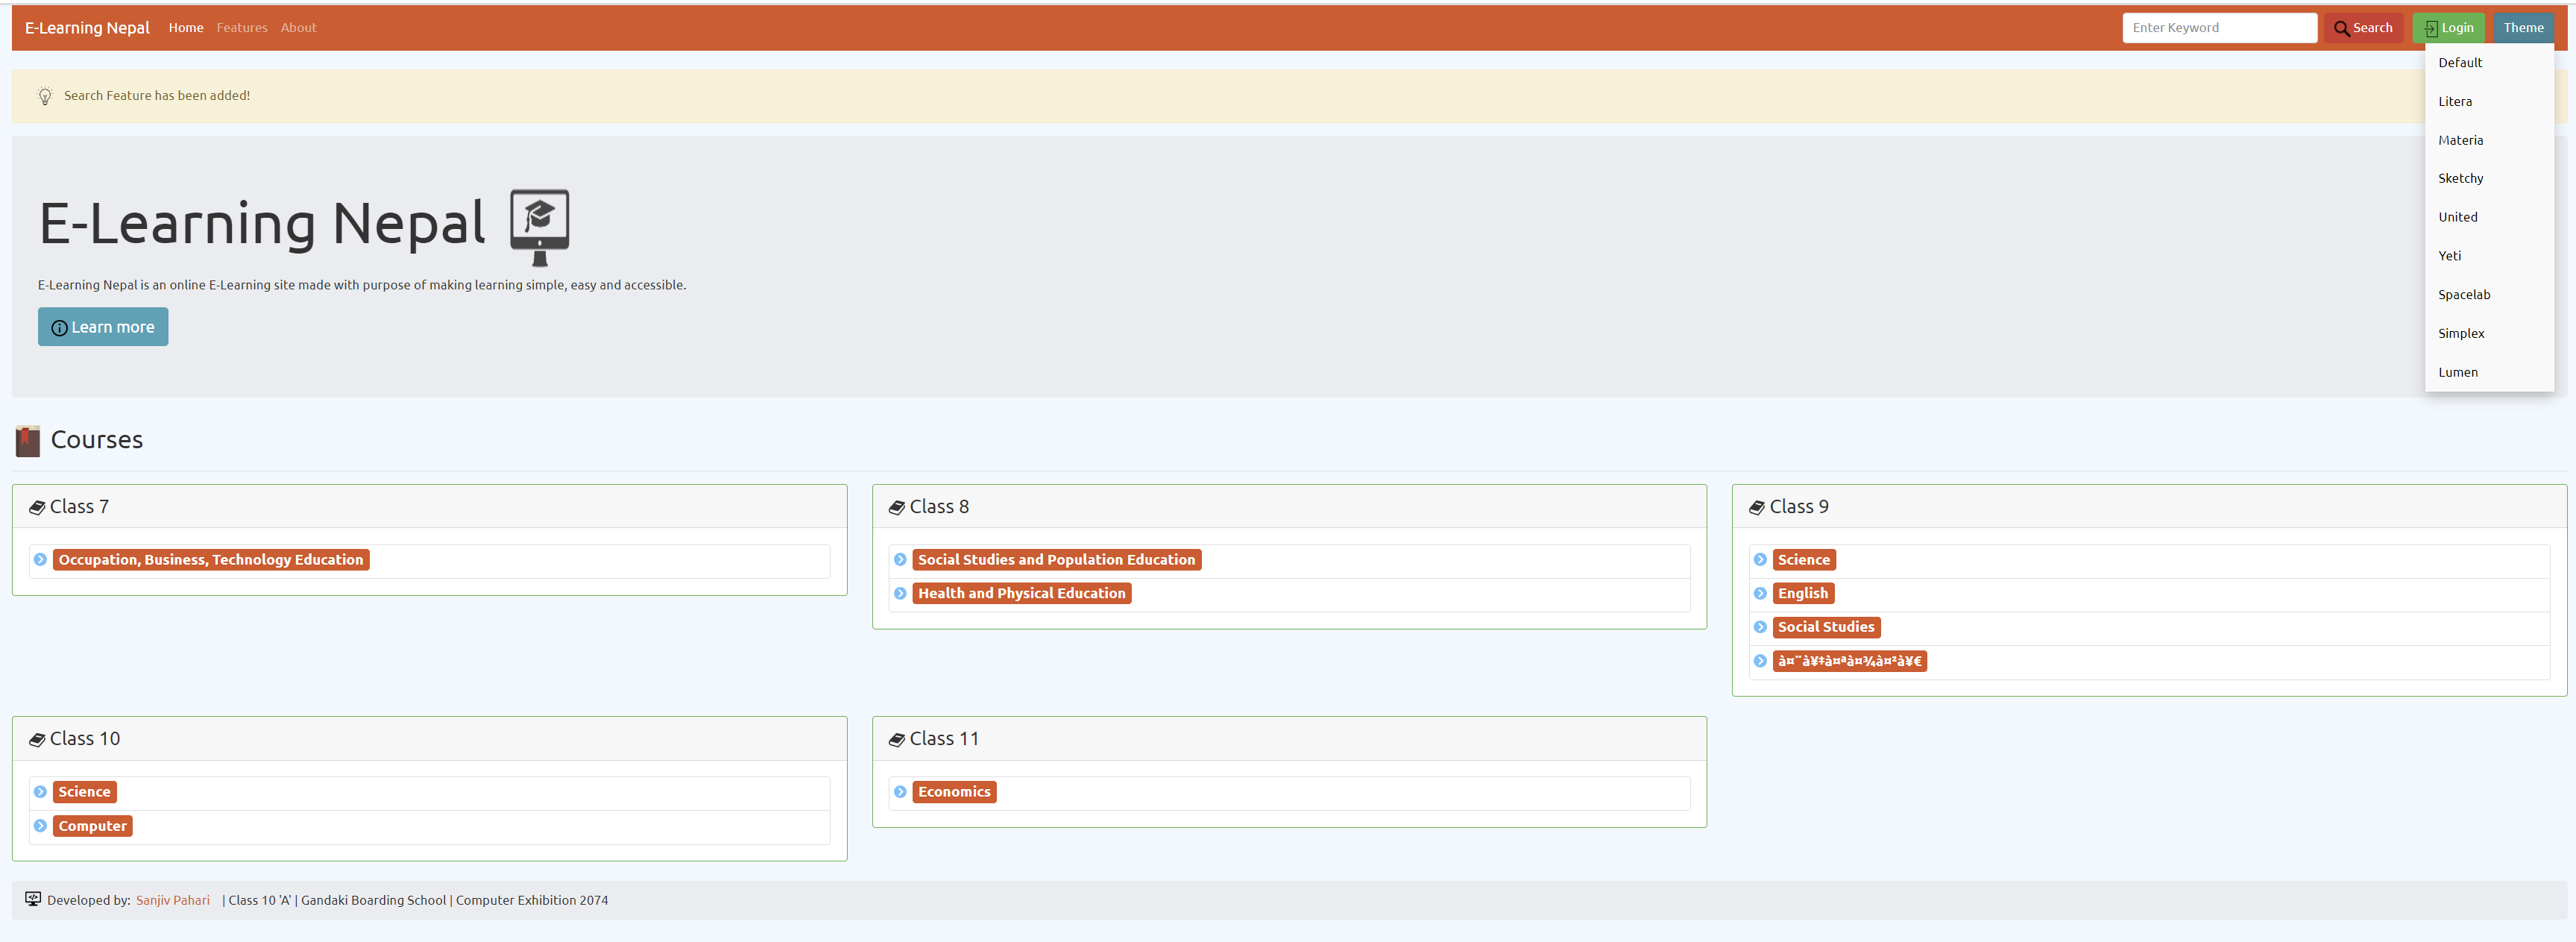 E-Learning Nepal Home Features About Enter Keyword Search Login Theme
Default
Litera
Materia
Sketchy
United
Yeti
Spacelab
Simplex
Lumen
Search Feature has been added!
E-Learning Nepal
E-Learning Nepal is an online E-Learning site made with purpose of making learning simple, easy and accessible.
Learn more
Courses
Class 7
Occupation, Business, Technology Education
Class 8
Social Studies and Population Education
Health and Physical Education
Class 9
Science
English
Social Studies
à¤¨à¥‡à¤ªà¤¾à¤²à¥€
Class 10
Science
Computer
Class 11
Economics
Developed by: Sanjiv Pahari | Class 10 'A' | Gandaki Boarding School | Computer Exhibition 2074